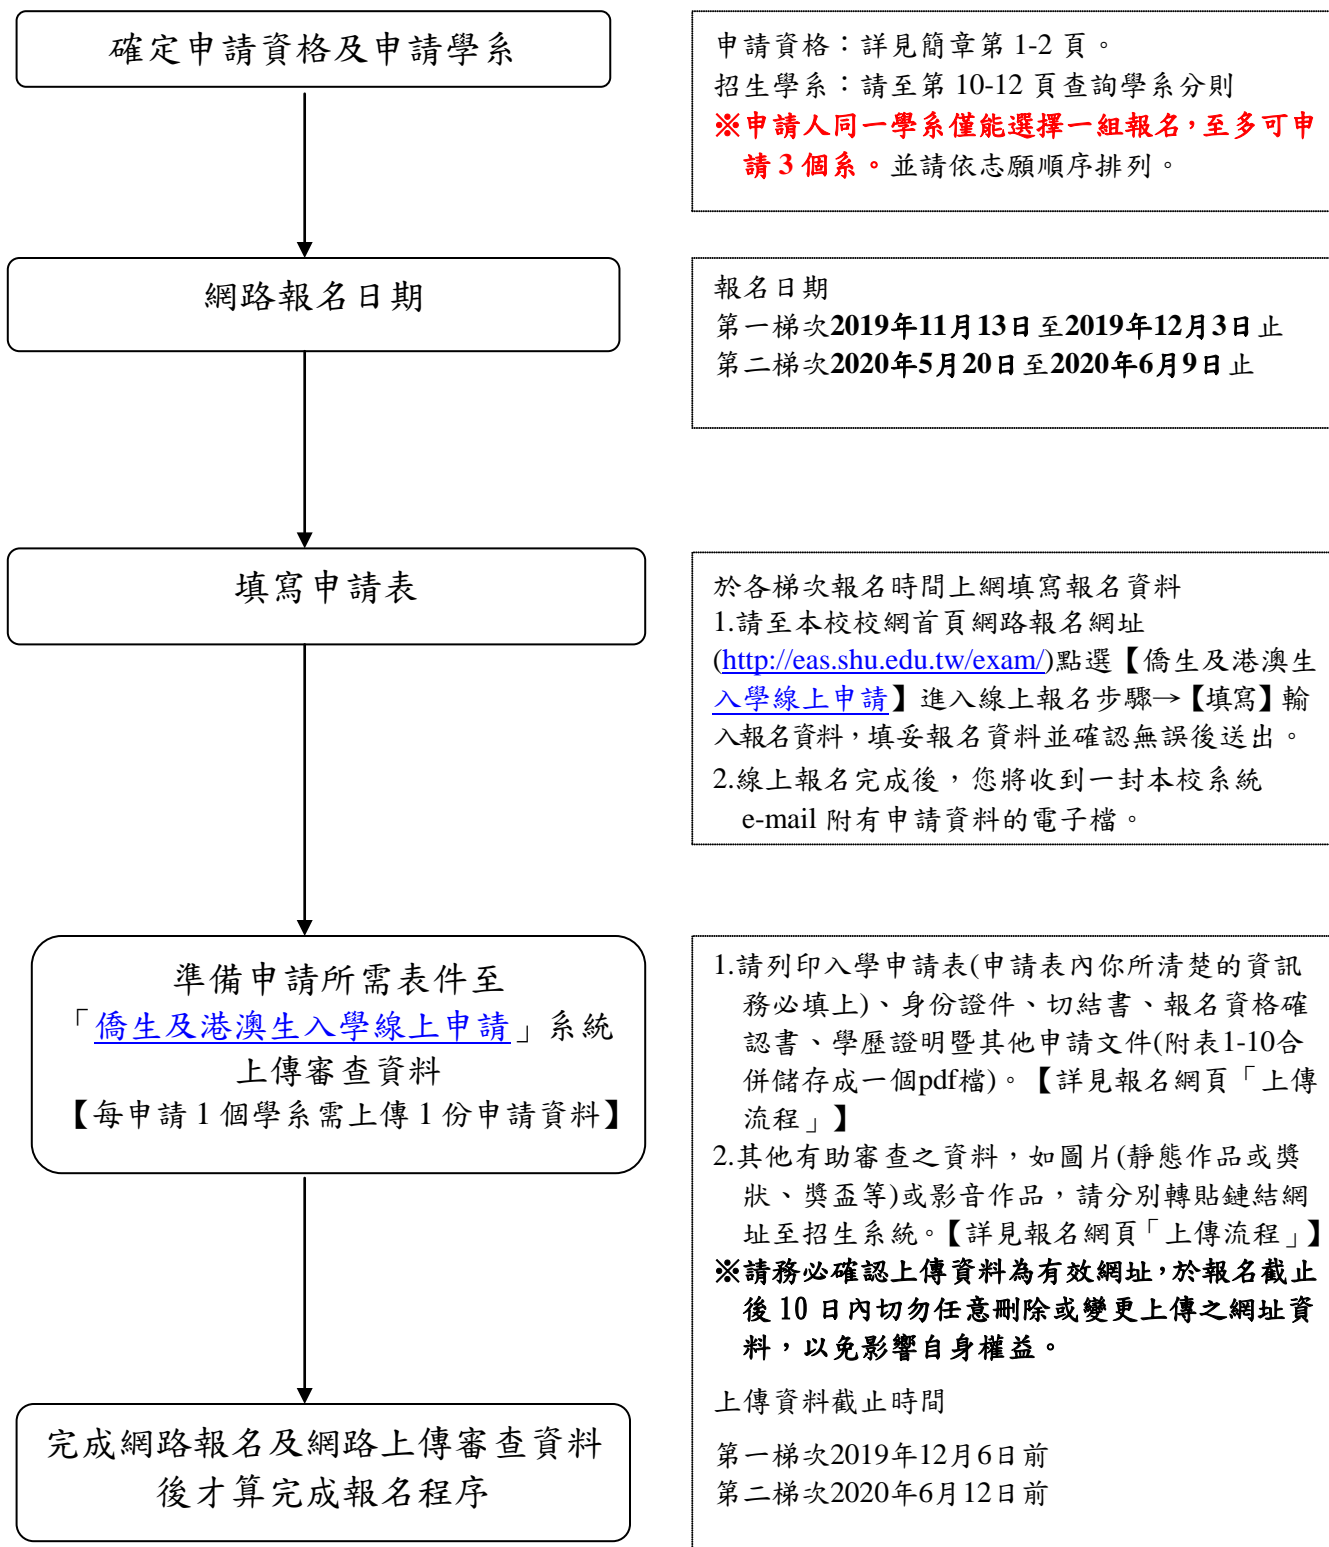 確定申請資格及申請學系
申請資格：詳見簡章第 1-2 頁。
招生學系：請至第 10-12 頁查詢學系分則
※申請人同一學系僅能選擇一組報名，至多可申
請 3 個系。並請依志願順序排列。
網路報名日期
報名日期
第一梯次2019年11月13日至2019年12月3日止
第二梯次2020年5月20日至2020年6月9日止
填寫申請表
於各梯次報名時間上網填寫報名資料
1.請至本校校網首頁網路報名網址
(http://eas.shu.edu.tw/exam/)點選【僑生及港澳生
入學線上申請】進入線上報名步驟→【填寫】輸
入報名資料，填妥報名資料並確認無誤後送出。
2.線上報名完成後，您將收到一封本校系統
e-mail 附有申請資料的電子檔。
準備申請所需表件至
「僑生及港澳生入學線上申請」系統
上傳審查資料
【每申請 1 個學系需上傳 1 份申請資料】
1.請列印入學申請表(申請表內你所清楚的資訊
務必填上)、身份證件、切結書、報名資格確
認書、學歷證明暨其他申請文件(附表1-10合
併儲存成一個pdf檔)。【詳見報名網頁「上傳
流程」】
2.其他有助審查之資料，如圖片(靜態作品或獎
狀、獎盃等)或影音作品，請分別轉貼鏈結網
址至招生系統。【詳見報名網頁「上傳流程」】
※請務必確認上傳資料為有效網址，於報名截止
後 10 日內切勿任意刪除或變更上傳之網址資
料，以免影響自身權益。
上傳資料截止時間
第一梯次2019年12月6日前
第二梯次2020年6月12日前
完成網路報名及網路上傳審查資料
後才算完成報名程序